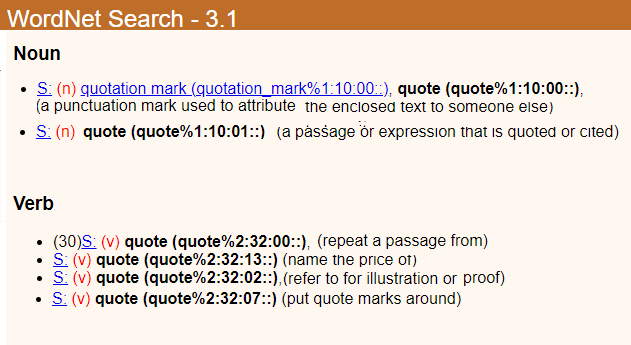 WordNet Search - 3.1
Noun
S: (n) quotation mark (quotation_mark%1:10:00::), quote (quote%1:10:00::),
(a punctuation mark used to attribute the enclosed text to someone else)
S: (n) quote (quote%1:10:01::) (a passage or expression that is quoted or cited)
Verb
(30)S: (v) quote (quote%2:32:00::), (repeat a passage from)
S: (v) quote (quote%2:32:13::) (name the price of)
S: (v) quote (quote%2:32:02::),(refer to for illustration or proof)
S: (v) quote (quote%2:32:07::) (put quote marks around)